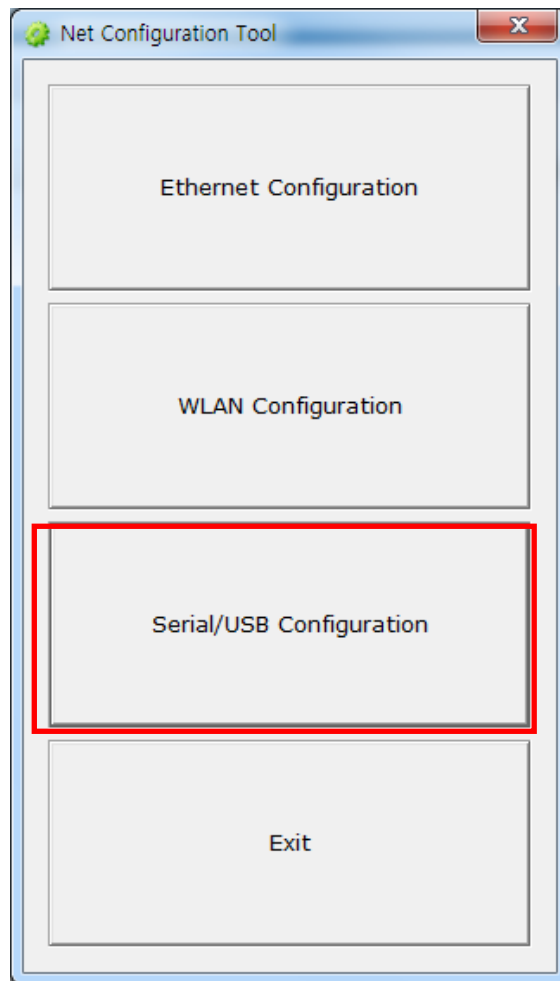 Net Configuration Tool
Ethernet Configuration
WLAN Configuration
Serial/USB Configuration
Exit